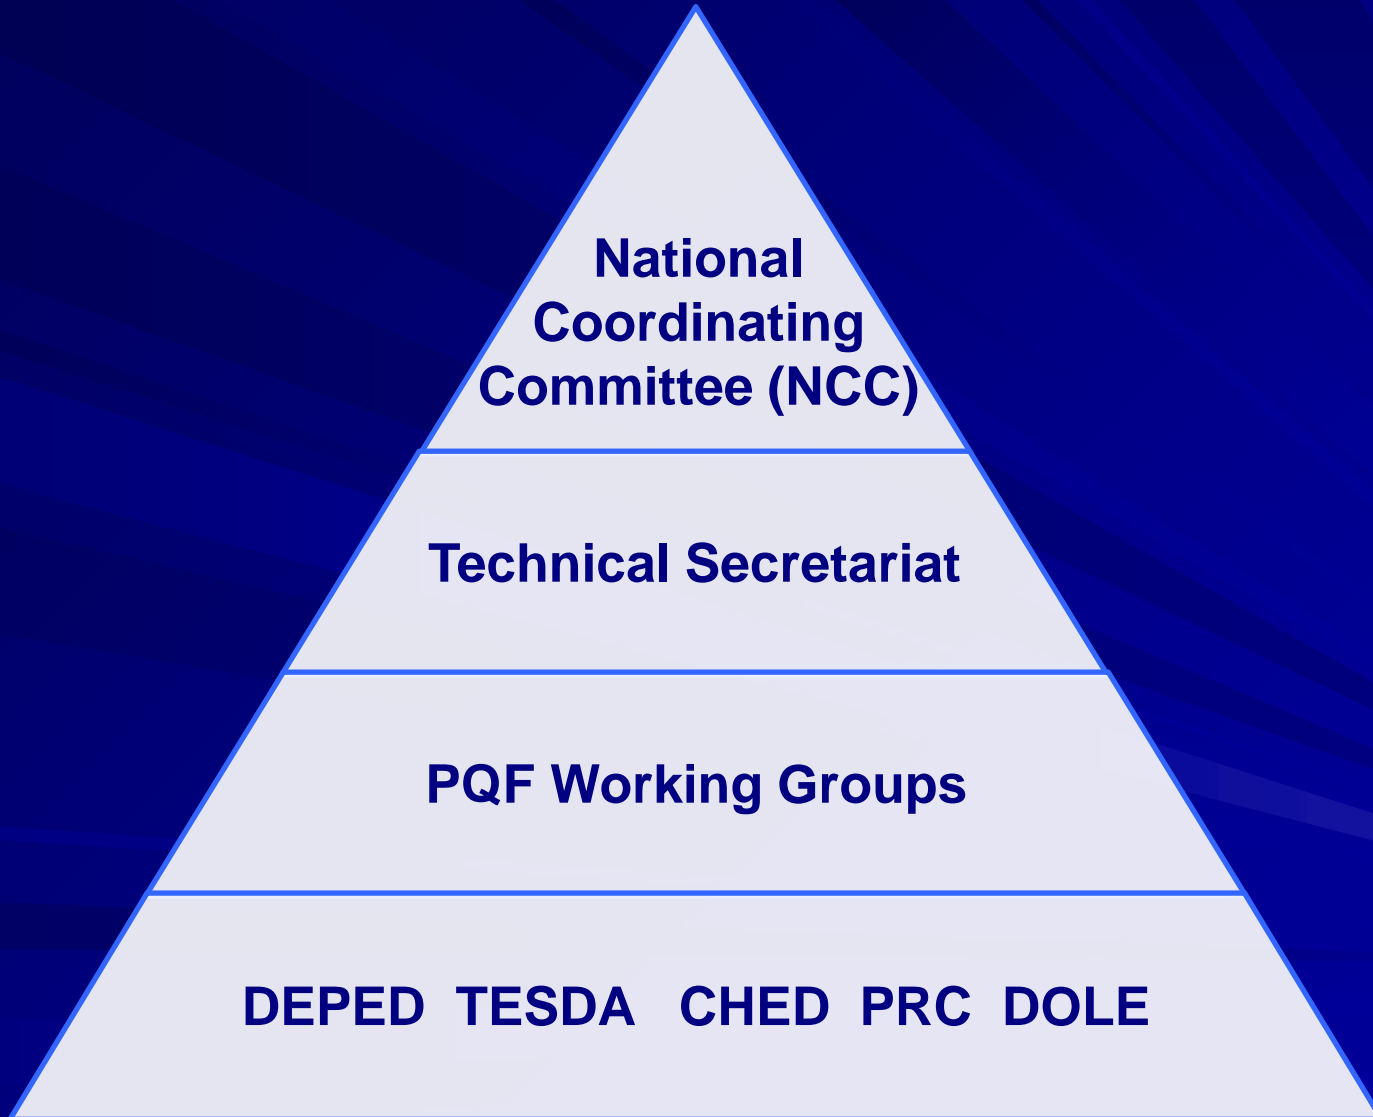 National
Coordinating
Committee (NCC)
Technical Secretariat
PQF Working Groups
DEPED TESDA CHED PRC DOLE